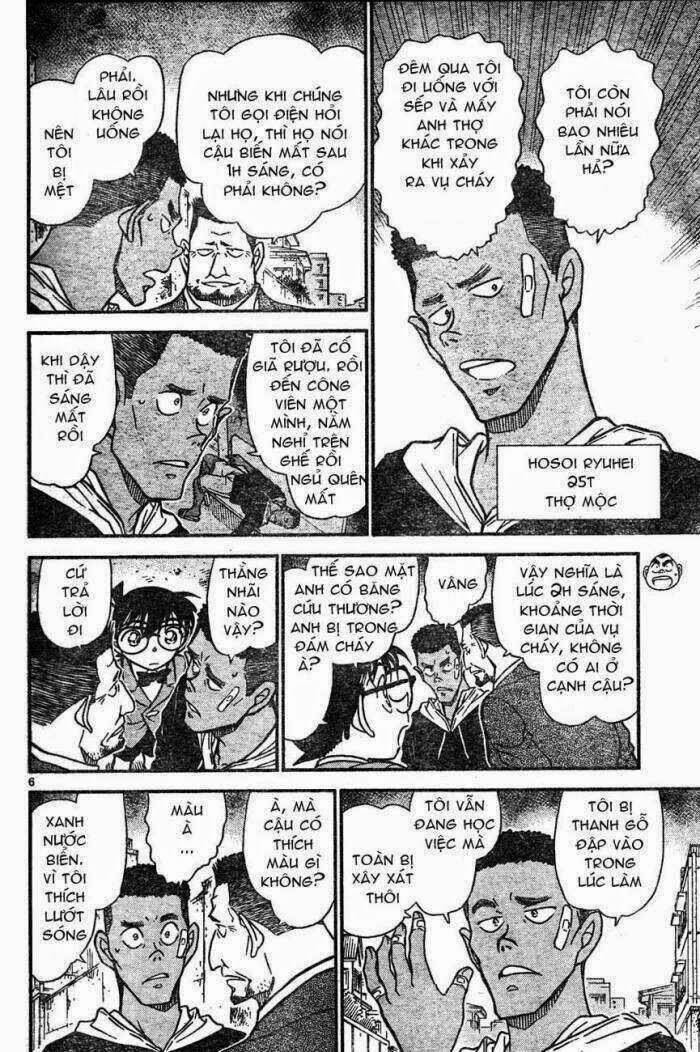 TÔI CÒN
PHẢI NÓI
BAO NHIÊU
LẦN NỮA
HẢ?
ĐÊM QUA TÔI
ĐI UỐNG VỚI
SẾP VÀ MẤY
ANH THỢ
KHÁC TRONG
KHI XẢY
RA VỤ CHÁY
HOSOI RYUHEI
25T
THỢ MỘC
NHƯNG KHI CHÚNG
TÔI GỌI ĐIỆN HỎI
LẠI HỌ, THÌ HỌ NÓI
CẬU BIẾN MẤT SAU
1H SÁNG, CÓ
PHẢI KHÔNG?
PHẢI.
LÂU RỒI
KHÔNG
UỐNG
NÊN
TÔI BỊ
MỆT
TÔI ĐÃ CỐ
GIÃ RƯỢU. RỒI
ĐẾN CÔNG
VIÊN MỘT
MÌNH, NẰM
NGHỈ TRÊN
GHẾ RỒI
NGỦ QUÊN
MẤT
KHI DẬY
THÌ ĐÃ
SÁNG
MẤT
RỒI
VẬY NGHĨA LÀ
LÚC 2H SÁNG,
KHOẢNG THỜI
GIAN CỦA VỤ
CHÁY, KHÔNG
CÓ AI Ở
CẠNH CẬU?
VÂNG
THẾ SAO MẶT
ANH CÓ BĂNG
CỨU THƯƠNG?
ANH BỊ TRONG
ĐÁM CHÁY
À?
THẰNG
NHÃI
NÀO
VẬY?
CỨ
TRẢ
LỜI
ĐI
6
TÔI BỊ
THANH GỖ
ĐẬP VÀO
TRONG
LÚC LÀM
TÔI VẪN
ĐANG HỌC
VIỆC MÀ
TOÀN BỊ
XÂY XÁT
THÔI
À, MÀ
CẬU CÓ
THÍCH
MÀU GÌ
KHÔNG?
MÀU
À
...
XANH
NƯỚC
BIỂN.
VÌ TÔI
THÍCH
LƯỚT
SÓNG